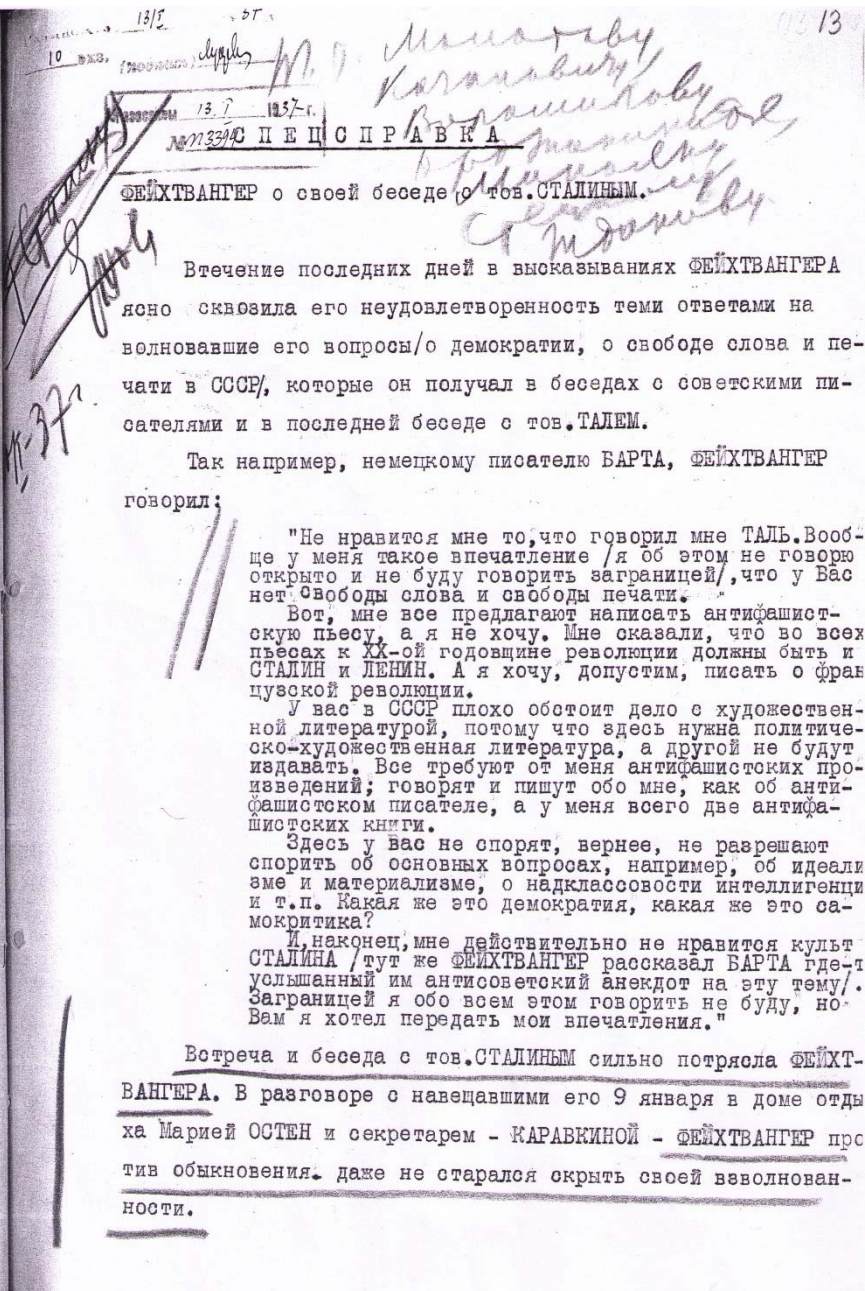 13/I
13
10 экз.
Молотову
Кагановичу
Ворошилову
Микояну
Жданову
13.I 1937 г.
СПЕЦСПРАВКА
ФЕЙХТВАНГЕР о своей беседе с тов.СТАЛИНЫМ.
Втечение последних дней в высказываниях ФЕЙХТВАНГЕРА
ясно сквозила его неудовлетворенность теми ответами на
волновавшие его вопросы/о демократии, о свободе слова и пе-
чати в СССР/, которые он получал в беседах с советскими пи-
сателями и в последней беседе с тов.ТАЛЕМ.
Так например, немецкому писателю БАРТА, ФЕЙХТВАНГЕР
говорил:
"Не нравится мне то,что говорил мне ТАЛЬ.Вооб-
ще у меня такое впечатление /я об этом не говорю
открыто и не буду говорить заграницей/,что у Вас
нет свободы слова и свободы печати.
Вот, мне все предлагают написать антифашист-
скую пьесу, а я не хочу. Мне сказали, что во всех
пьесах к XX-ой годовщине революции должны быть и
СТАЛИН и ЛЕНИН. А я хочу, допустим, писать о фран
цузской революции.
У вас в СССР плохо обстоит дело с художествен-
ной литературой, потому что здесь нужна политиче-
ско-художественная литература, а другой не будут
издавать. Все требуют от меня антифашистских про-
изведений; говорят и пишут обо мне, как об анти-
фашистском писателе, а у меня всего две антифа-
шистских книги.
Здесь у вас не спорят, вернее, не разрешают
спорить об основных вопросах, например, об идеали
зме и материализме, о надклассовости интеллигенци
и т.п. Какая же это демократия, какая же это са-
мокритика?
И,наконец,мне действительно не нравится культ
СТАЛИНА /тут же ФЕЙХТВАНГЕР рассказал БАРТА где-т
услышанный им антисоветский анекдот на эту тему/.
Заграницей я обо всем этом говорить не буду, но
Вам я хотел передать мои впечатления."
Встреча и беседа с тов.СТАЛИНЫМ сильно потрясла ФЕЙХТ-
ВАНГЕРА. В разговоре с навещавшими его 9 января в доме отды
ха Марией ОСТЕН и секретарем - КАРАВКИНОЙ - ФЕЙХТВАНГЕР про
тив обыкновения. даже не старался скрыть своей взволнован-
ности.